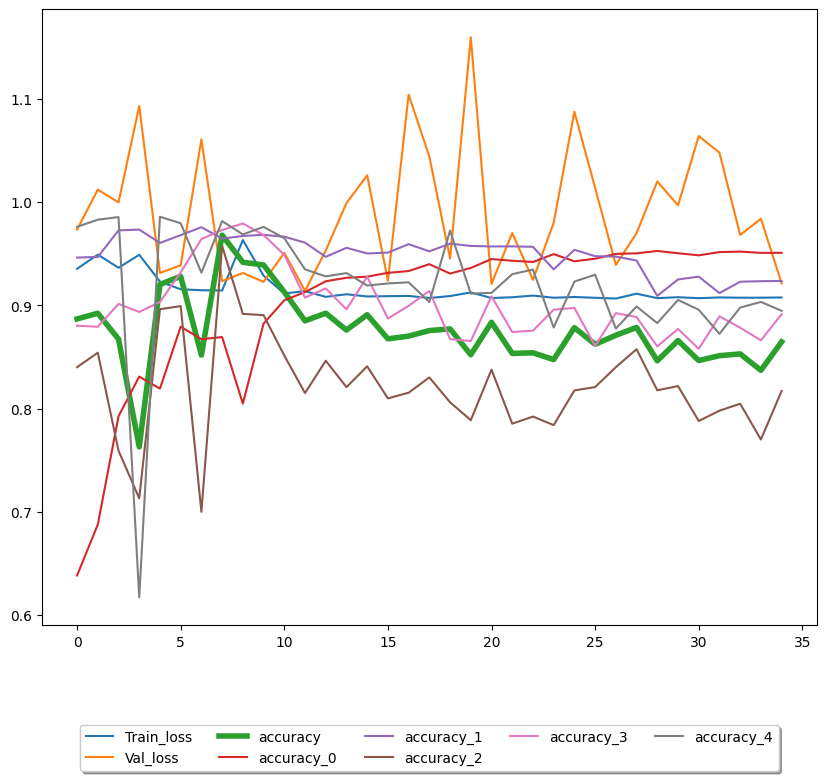 1.1
1.0
0.9
0.8
0.7
0.6
0 5 10 15 20 25 30 35
Train_loss accuracy accuracy_1 accuracy_3 accuracy_4
Val_loss accuracy_0 accuracy_2